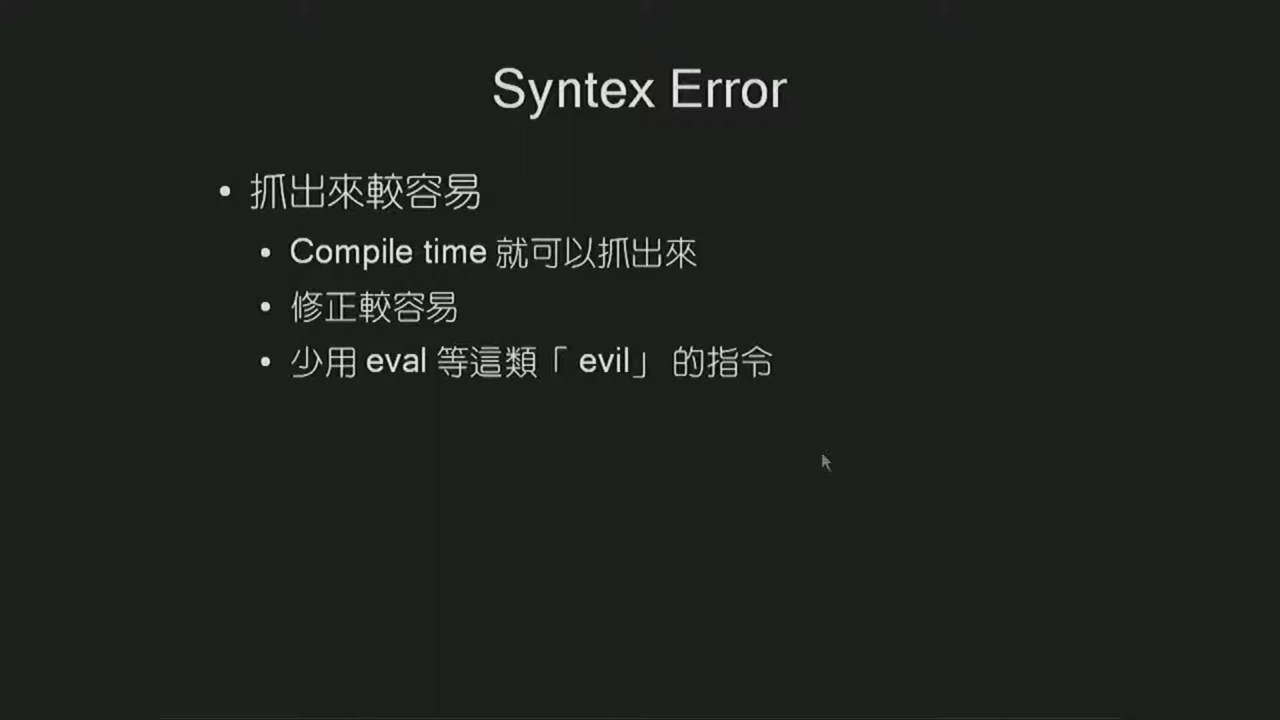 Syntex Error
• 抓出來較容易
• Compile time 就可以抓出來
• 修正較容易
• 少用 eval 等這類「 evil」 的指令